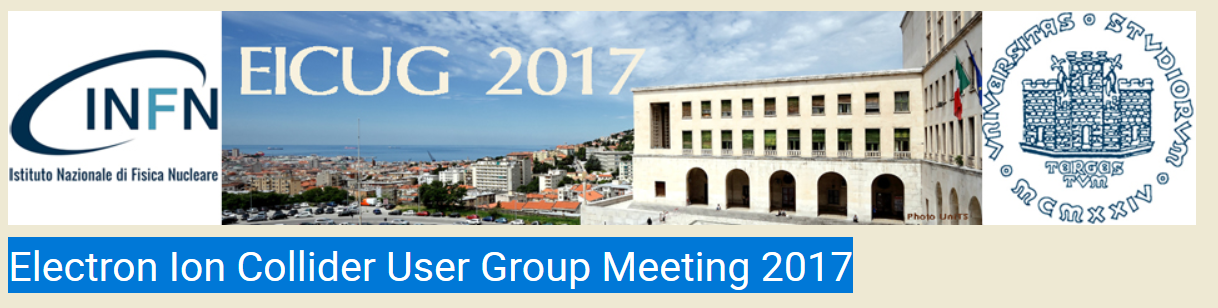 EICUG 2017
INFN
Istituto Nazionale di Fisica Nucleare
Photo UniTS
VNIVERSITAS STVDIORVM
TERGES
TVM
MCMXXIV
Electron Ion Collider User Group Meeting 2017